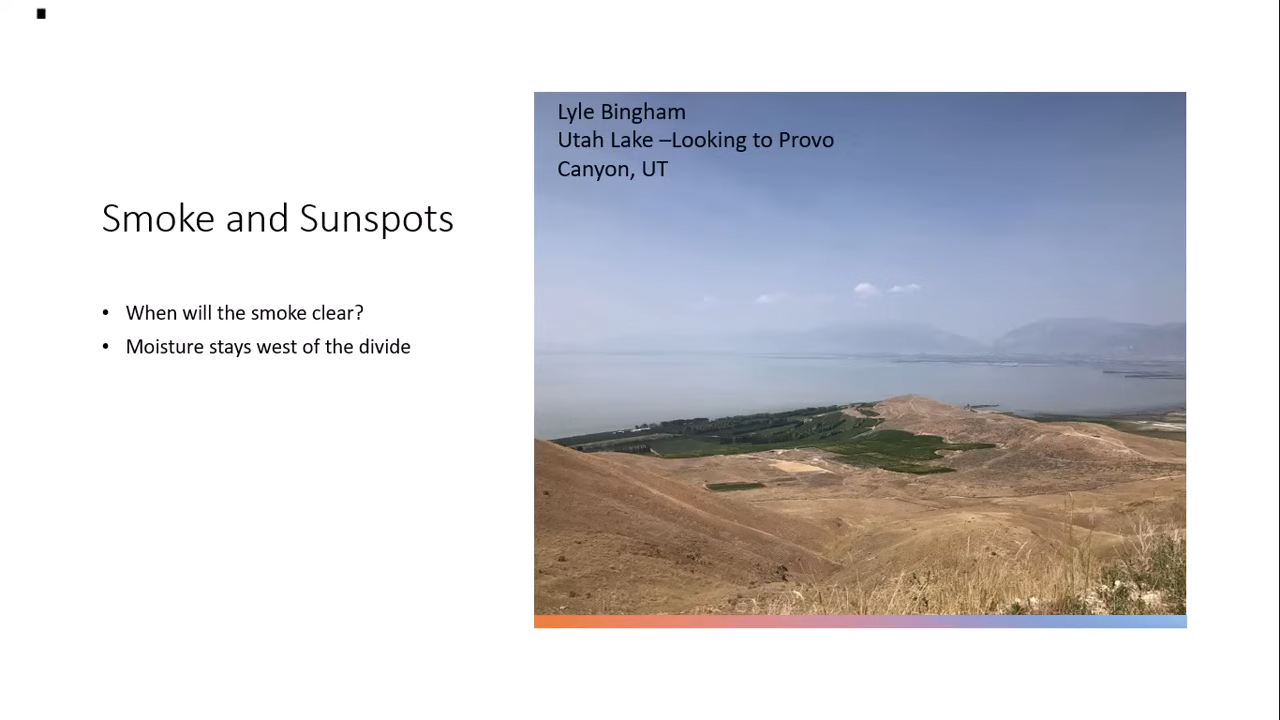 Smoke and Sunspots
• When will the smoke clear?
• Moisture stays west of the divide
Lyle Bingham
Utah Lake –Looking to Provo
Canyon, UT